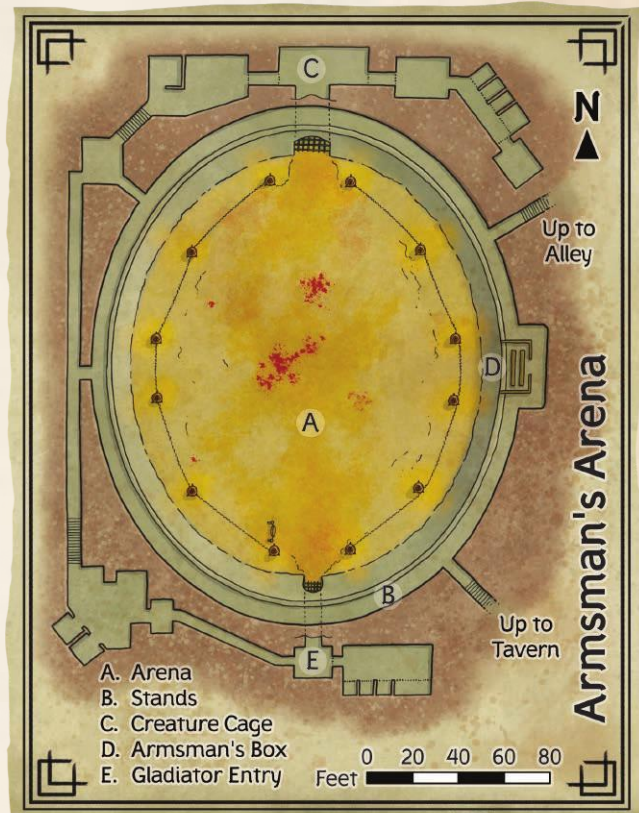 C
N
Up to
Alley
D
A
Armsman's Arena
B
Up to
Tavern
E
A. Arena
B. Stands
C. Creature Cage
D. Armsman's Box
E. Gladiator Entry
Feet 0 20 40 60 80